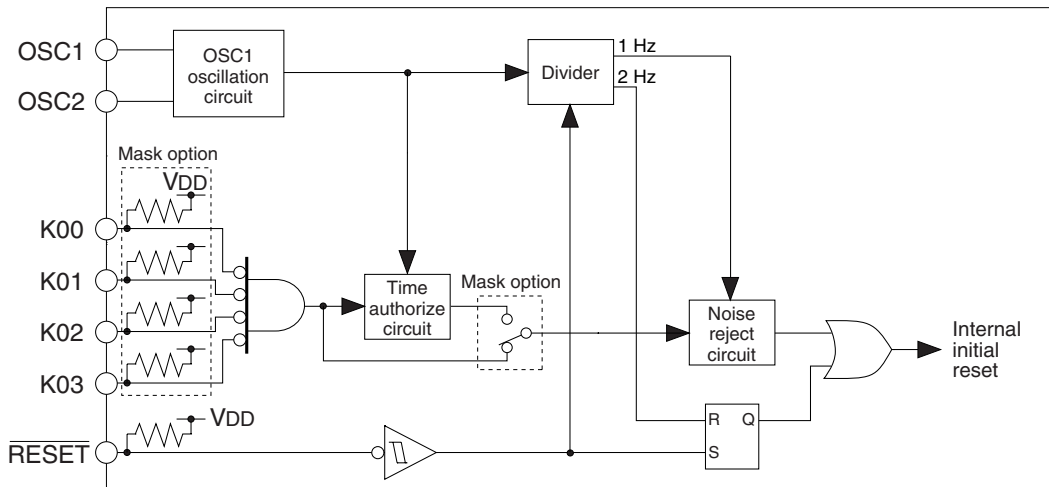 OSC1
OSC2
OSC1
oscillation
circuit
Divider
1 Hz
2 Hz
Mask option
VDD
K00
K01
K02
K03
Time
authorize
circuit
Mask option
Noise
reject
circuit
Internal
initial
reset
VDD
RESET
R Q
S